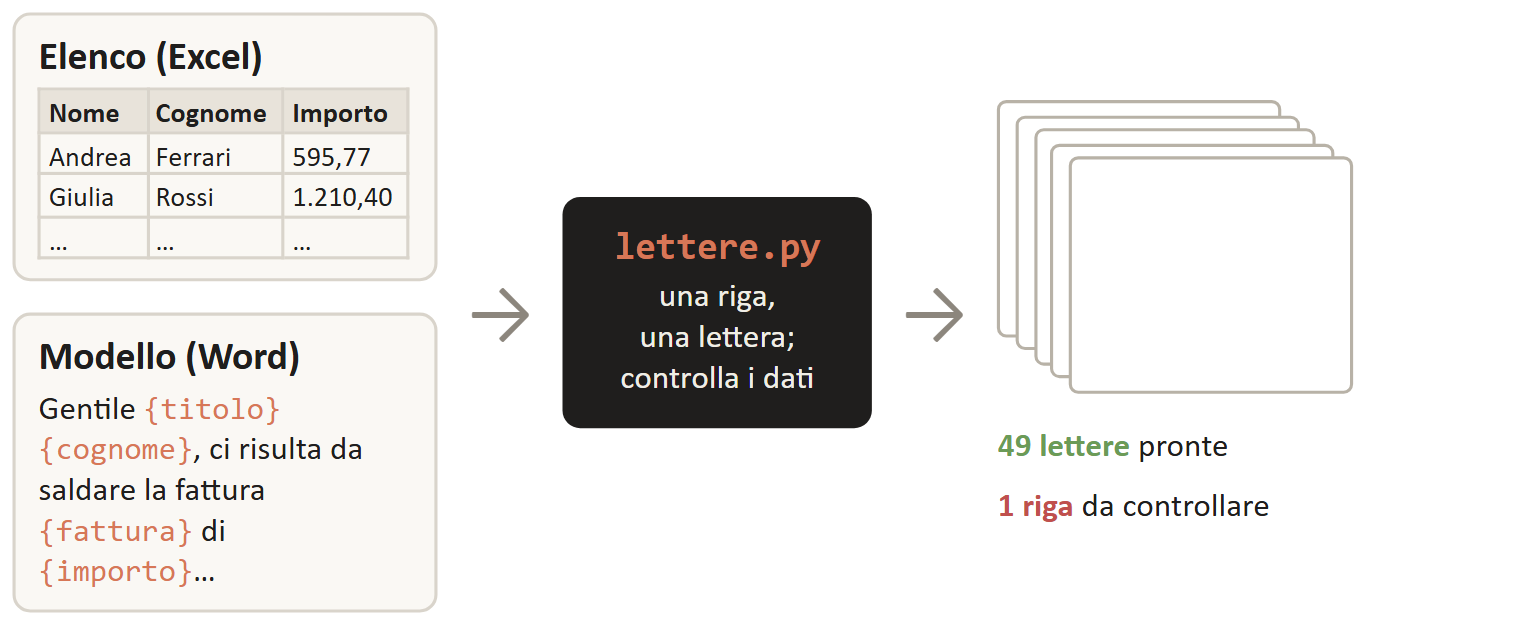 Elenco (Excel)
Nome Cognome Importo
Andrea Ferrari 595,77
Giulia Rossi 1.210,40
... ... ...
Modello (Word)
Gentile {titolo}
{cognome}, ci risulta da
saldare la fattura
{fattura} di
{importo}...
lettere.py
una riga,
una lettera;
controlla i dati
49 lettere pronte
1 riga da controllare